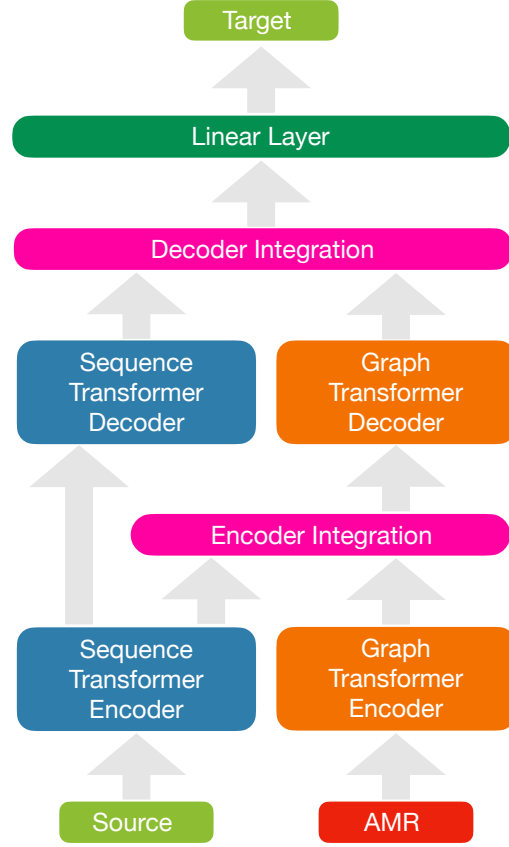 Target
Linear Layer
Decoder Integration
Sequence
Transformer
Decoder
Graph
Transformer
Decoder
Encoder Integration
Sequence
Transformer
Encoder
Graph
Transformer
Encoder
Source
AMR